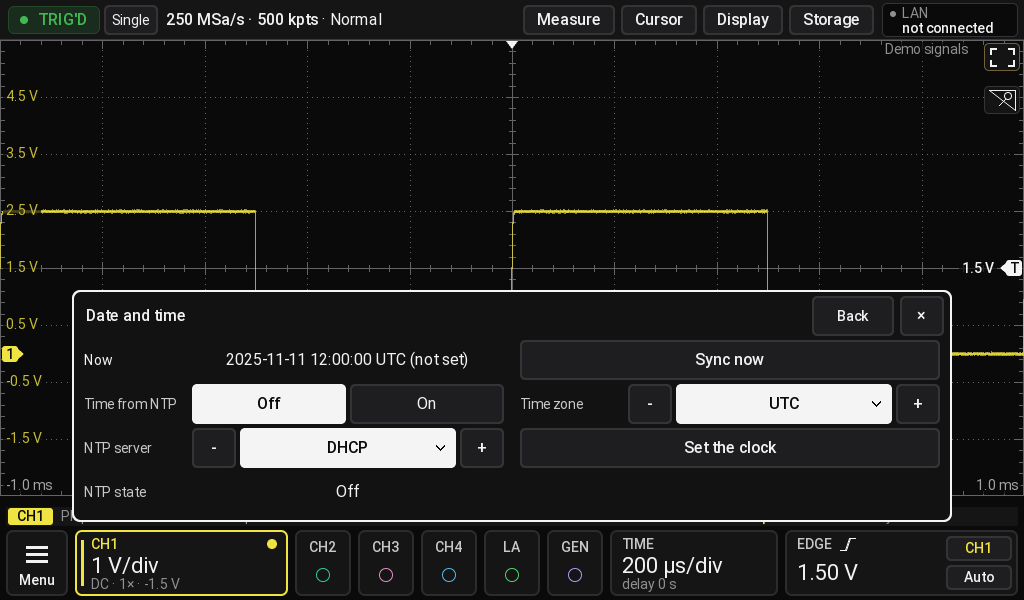 TRIG'D
Single
250 MSa/s · 500 kpts · Normal
Measure
Cursor
Display
Storage
LAN
not connected
Demo signals
4.5 V
3.5 V
2.5 V
1.5 V
1.5 V
T
0.5 V
1
-0.5 V
-1.5 V
-1.0 ms
1.0 ms
Date and time
Back
×
Now
2025-11-11 12:00:00 UTC (not set)
Sync now
Time from NTP
Off
On
Time zone
-
UTC
+
NTP server
-
DHCP
+
Set the clock
NTP state
Off
CH1
Menu
CH1
1 V/div
DC · 1× · -1.5 V
CH2
CH3
CH4
LA
GEN
TIME
200 µs/div
delay 0 s
EDGE
1.50 V
CH1
Auto